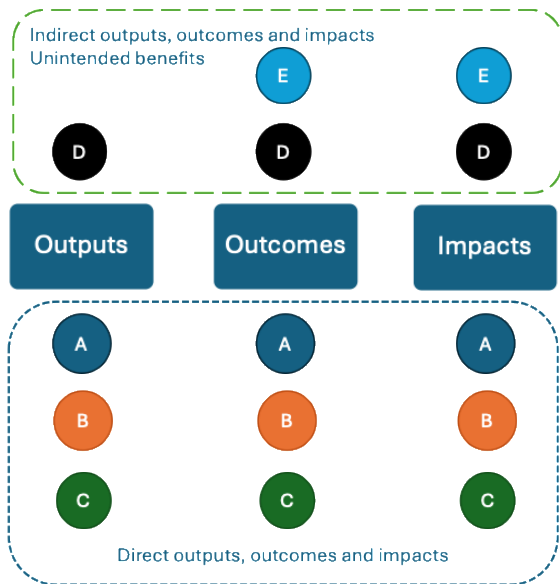 Indirect outputs, outcomes and impacts
Unintended benefits
E E
D D D
Outputs Outcomes Impacts
A A A
B B B
C C C
Direct outputs, outcomes and impacts